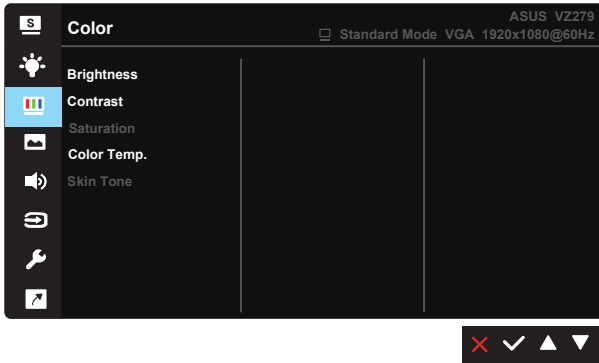 S
Color
ASUS VZ279
Standard Mode VGA 1920x1080@60Hz
Brightness
Contrast
Saturation
Color Temp.
Skin Tone